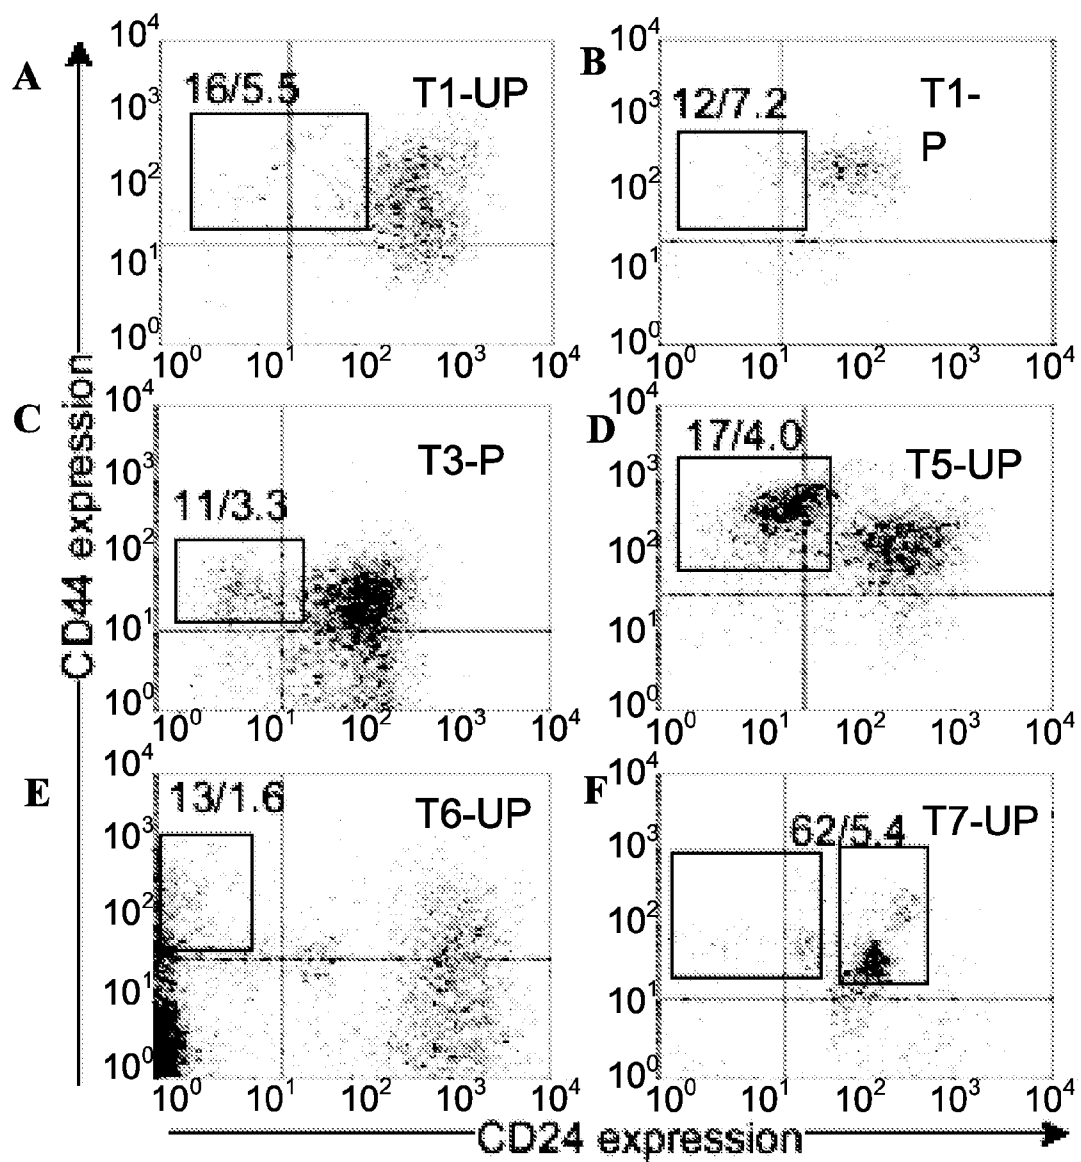 A
16/5.5
T1-UP
10⁴
10³
10²
10¹
10⁰
10⁰ 10¹ 10² 10³ 10⁴
B
12/7.2
T1-
P
10⁴
10³
10²
10¹
10⁰
10⁰ 10¹ 10² 10³ 10⁴
CD44 expression
C
11/3.3
T3-P
10⁴
10³
10²
10¹
10⁰
10⁰ 10¹ 10² 10³ 10⁴
D
17/4.0
T5-UP
10⁴
10³
10²
10¹
10⁰
10⁰ 10¹ 10² 10³ 10⁴
E
13/1.6
T6-UP
10⁴
10³
10²
10¹
10⁰
10⁰ 10¹ 10² 10³ 10⁴
F
62/5.4
T7-UP
10⁴
10³
10²
10¹
10⁰
10⁰ 10¹ 10² 10³ 10⁴
CD24 expression